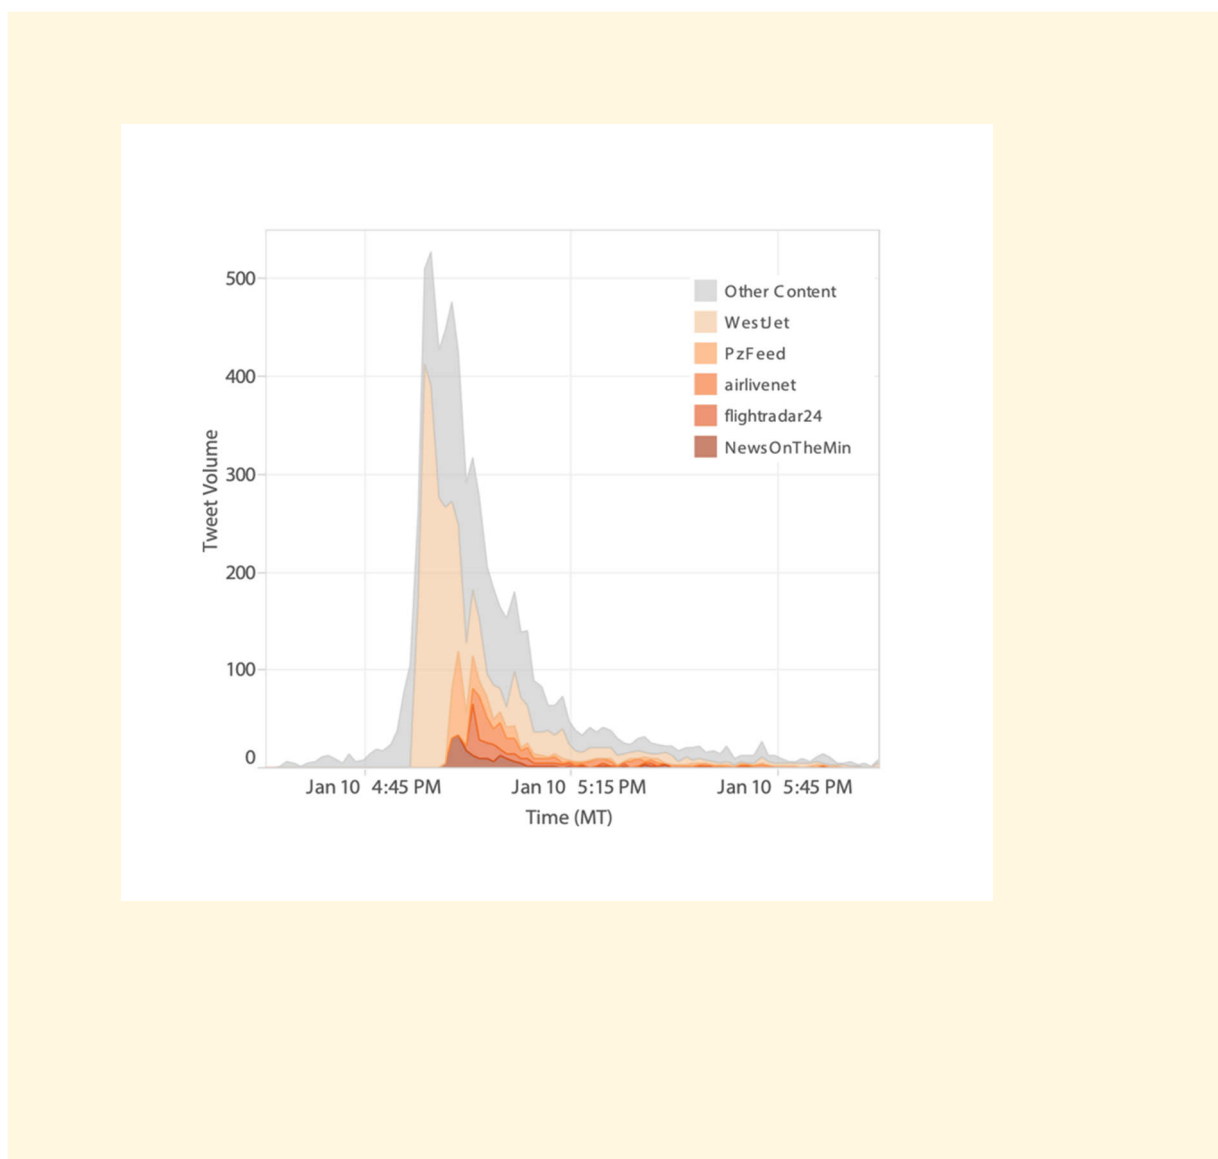 500
400
300
200
100
0
Tweet Volume
Other Content
WestJet
PzFeed
airlivenet
flightradar24
NewsOnTheMin
Jan 10 4:45 PM
Jan 10 5:15 PM
Jan 10 5:45 PM
Time (MT)